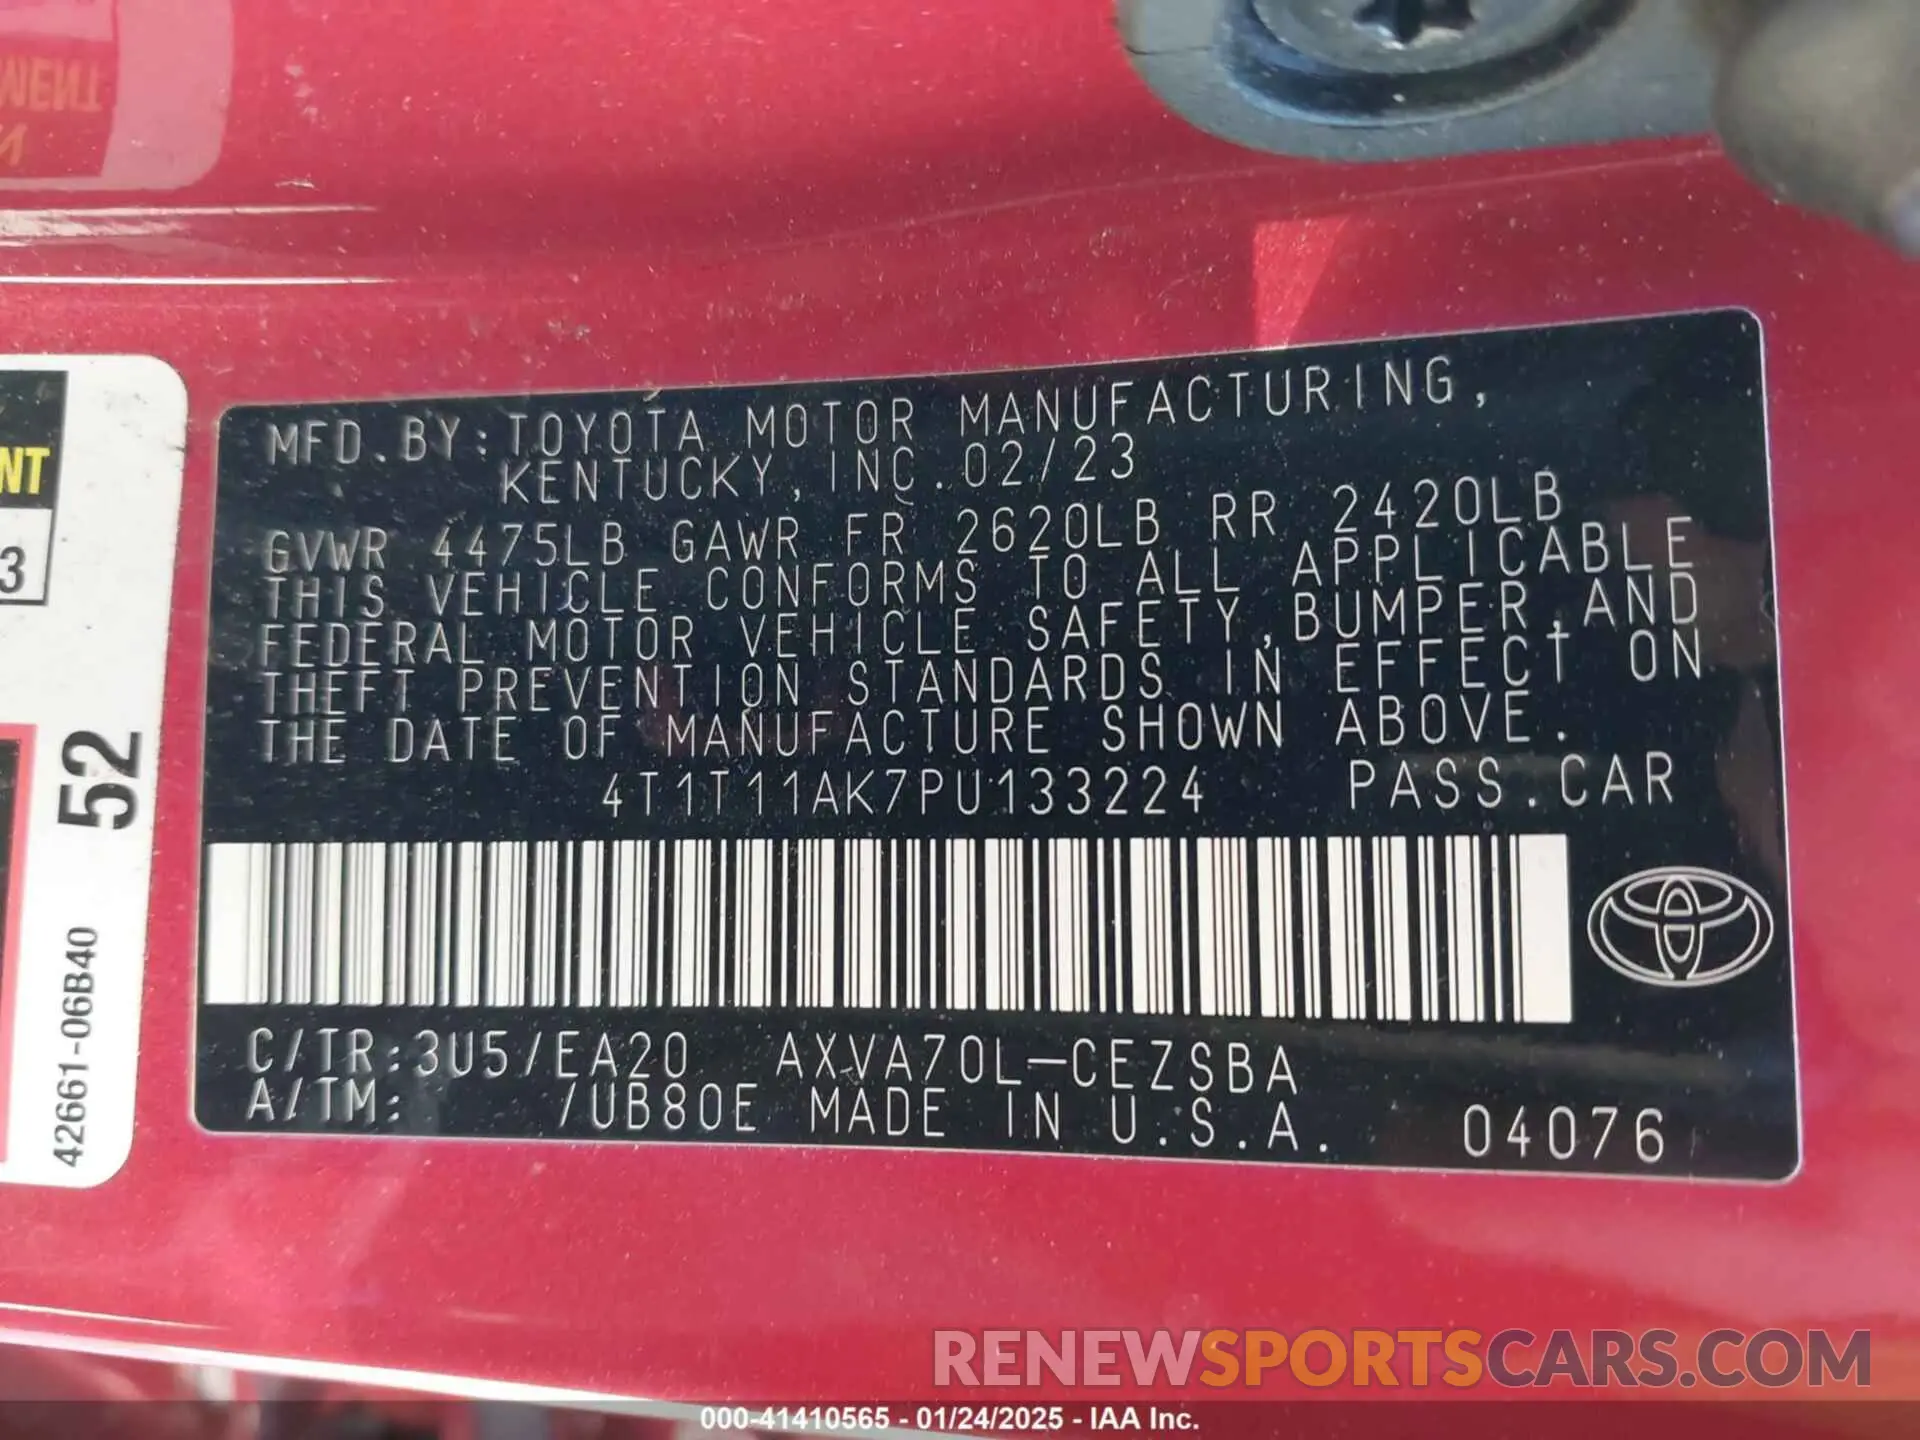 MENT
NT
3
52
42661-06B40
MFD.BY:TOYOTA MOTOR MANUFACTURING,
KENTUCKY, INC.02/23
GVWR 4475LB GAWR FR 2620LB RR 2420LB
THIS VEHICLE CONFORMS TO ALL APPLICABLE
FEDERAL MOTOR VEHICLE SAFETY,BUMPER,AND
THEFT PREVENTION STANDARDS IN EFFECT ON
THE DATE OF MANUFACTURE SHOWN ABOVE.
4T1T11AK7PU133224 PASS.CAR
C/TR:3U5/EA20 AXVA70L-CEZSBA
A/TM: /UB80E MADE IN U.S.A. 04076
RENEWSPORTSCARS.COM
000-41410565 - 01/24/2025 - IAA Inc.